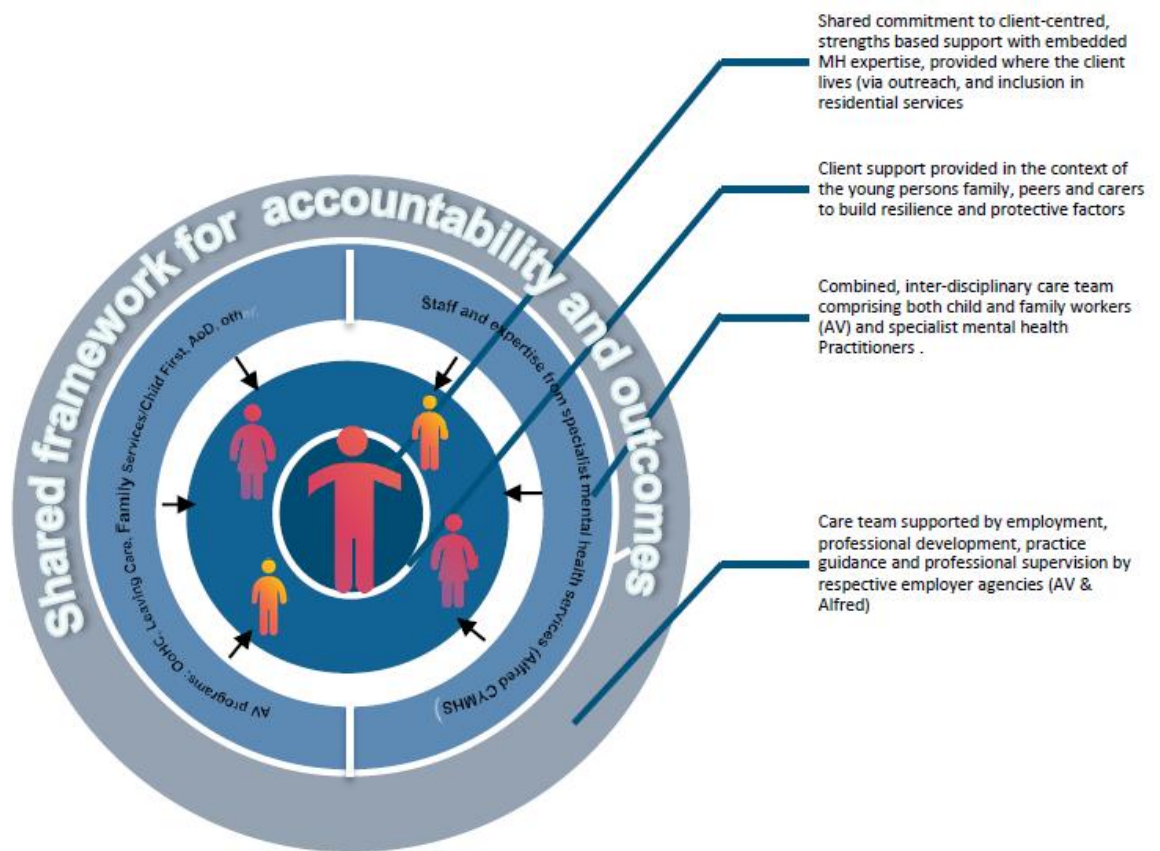 Shared commitment to client-centred,
strengths based support with embedded
MH expertise, provided where the client
lives (via outreach, and inclusion in
residential services
Client support provided in the context of
the young persons family, peers and carers
to build resilience and protective factors
Combined, inter-disciplinary care team
comprising both child and family workers
(AV) and specialist mental health
Practitioners .
Care team supported by employment,
professional development, practice
guidance and professional supervision by
respective employer agencies (AV &
Alfred)
Shared framework for accountability and outcomes
AV programs: OoHC, Leaving Care, Family Services/Child First, AoD, other
Staff and expertise from specialist mental health services (Alfred CYMHS)